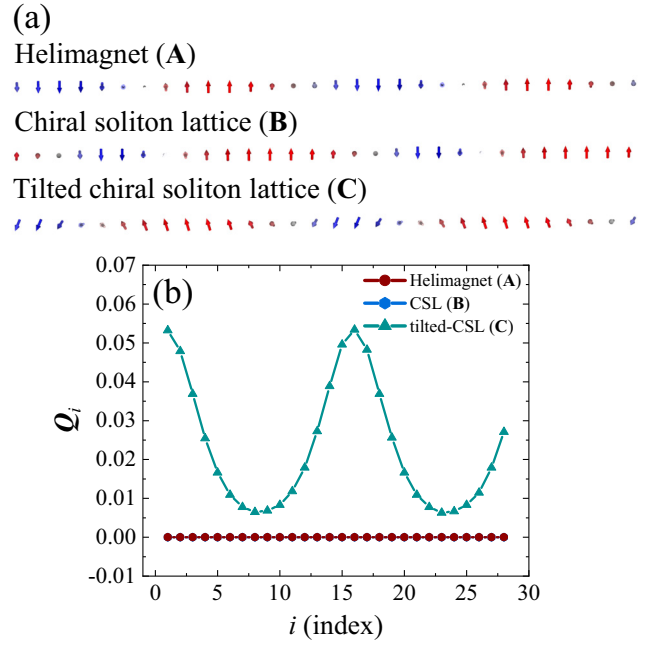 (a)
Helimagnet (A)
Chiral soliton lattice (B)
Tilted chiral soliton lattice (C)
(b)
Helimagnet (A)
CSL (B)
tilted-CSL (C)
0.07
0.06
0.05
0.04
0.03
0.02
0.01
0.00
-0.01
Qi
0 5 10 15 20 25 30
i (index)